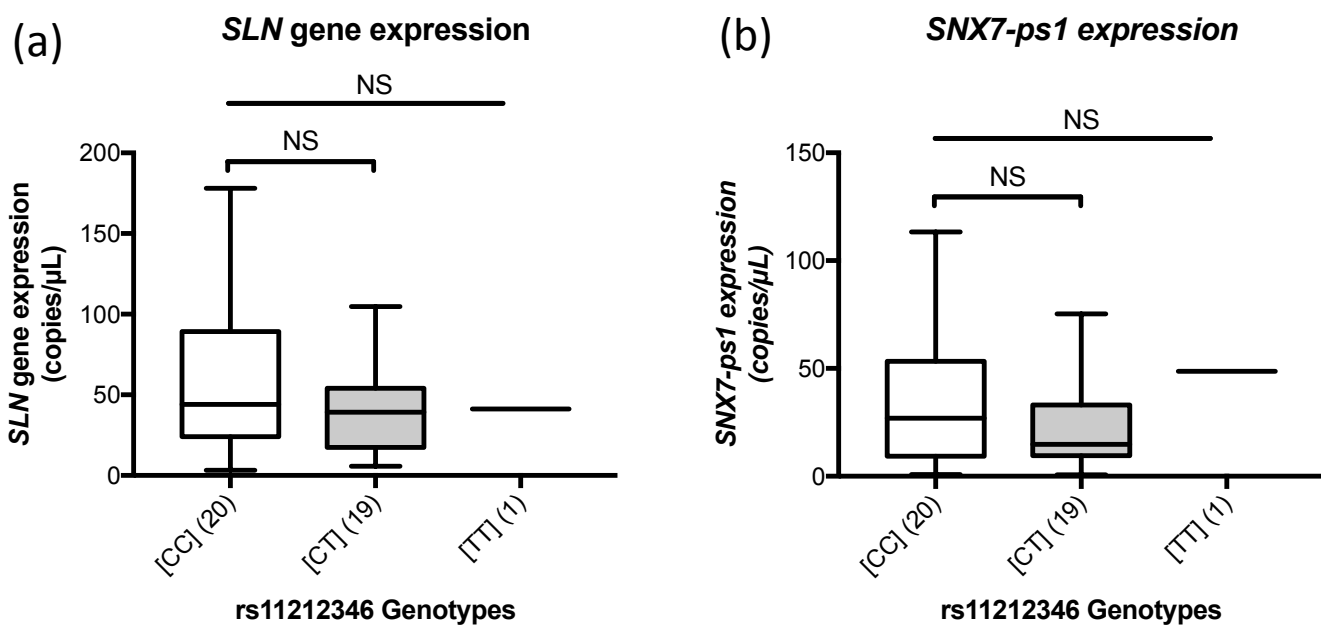 (a)
SLN gene expression
NS
NS
SLN gene expression
(copies/µL)
200
150
100
50
0
[CC] (20)
[CT] (19)
[TT] (1)
rs11212346 Genotypes
(b)
SNX7-ps1 expression
NS
NS
SNX7-ps1 expression
(copies/µL)
150
100
50
0
[CC] (20)
[CT] (19)
[TT] (1)
rs11212346 Genotypes